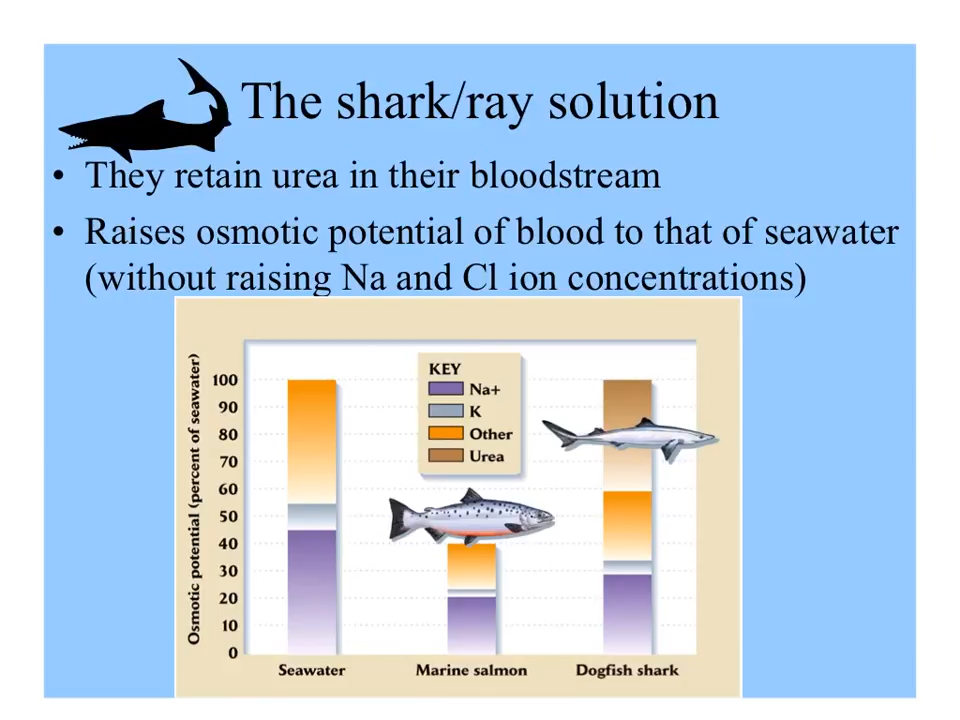 The shark/ray solution
• They retain urea in their bloodstream
• Raises osmotic potential of blood to that of seawater
(without raising Na and Cl ion concentrations)
Osmotic potential (percent of seawater)
100
90
80
70
60
50
40
30
20
10
0
KEY
Na+
K
Other
Urea
Seawater
Marine salmon
Dogfish shark